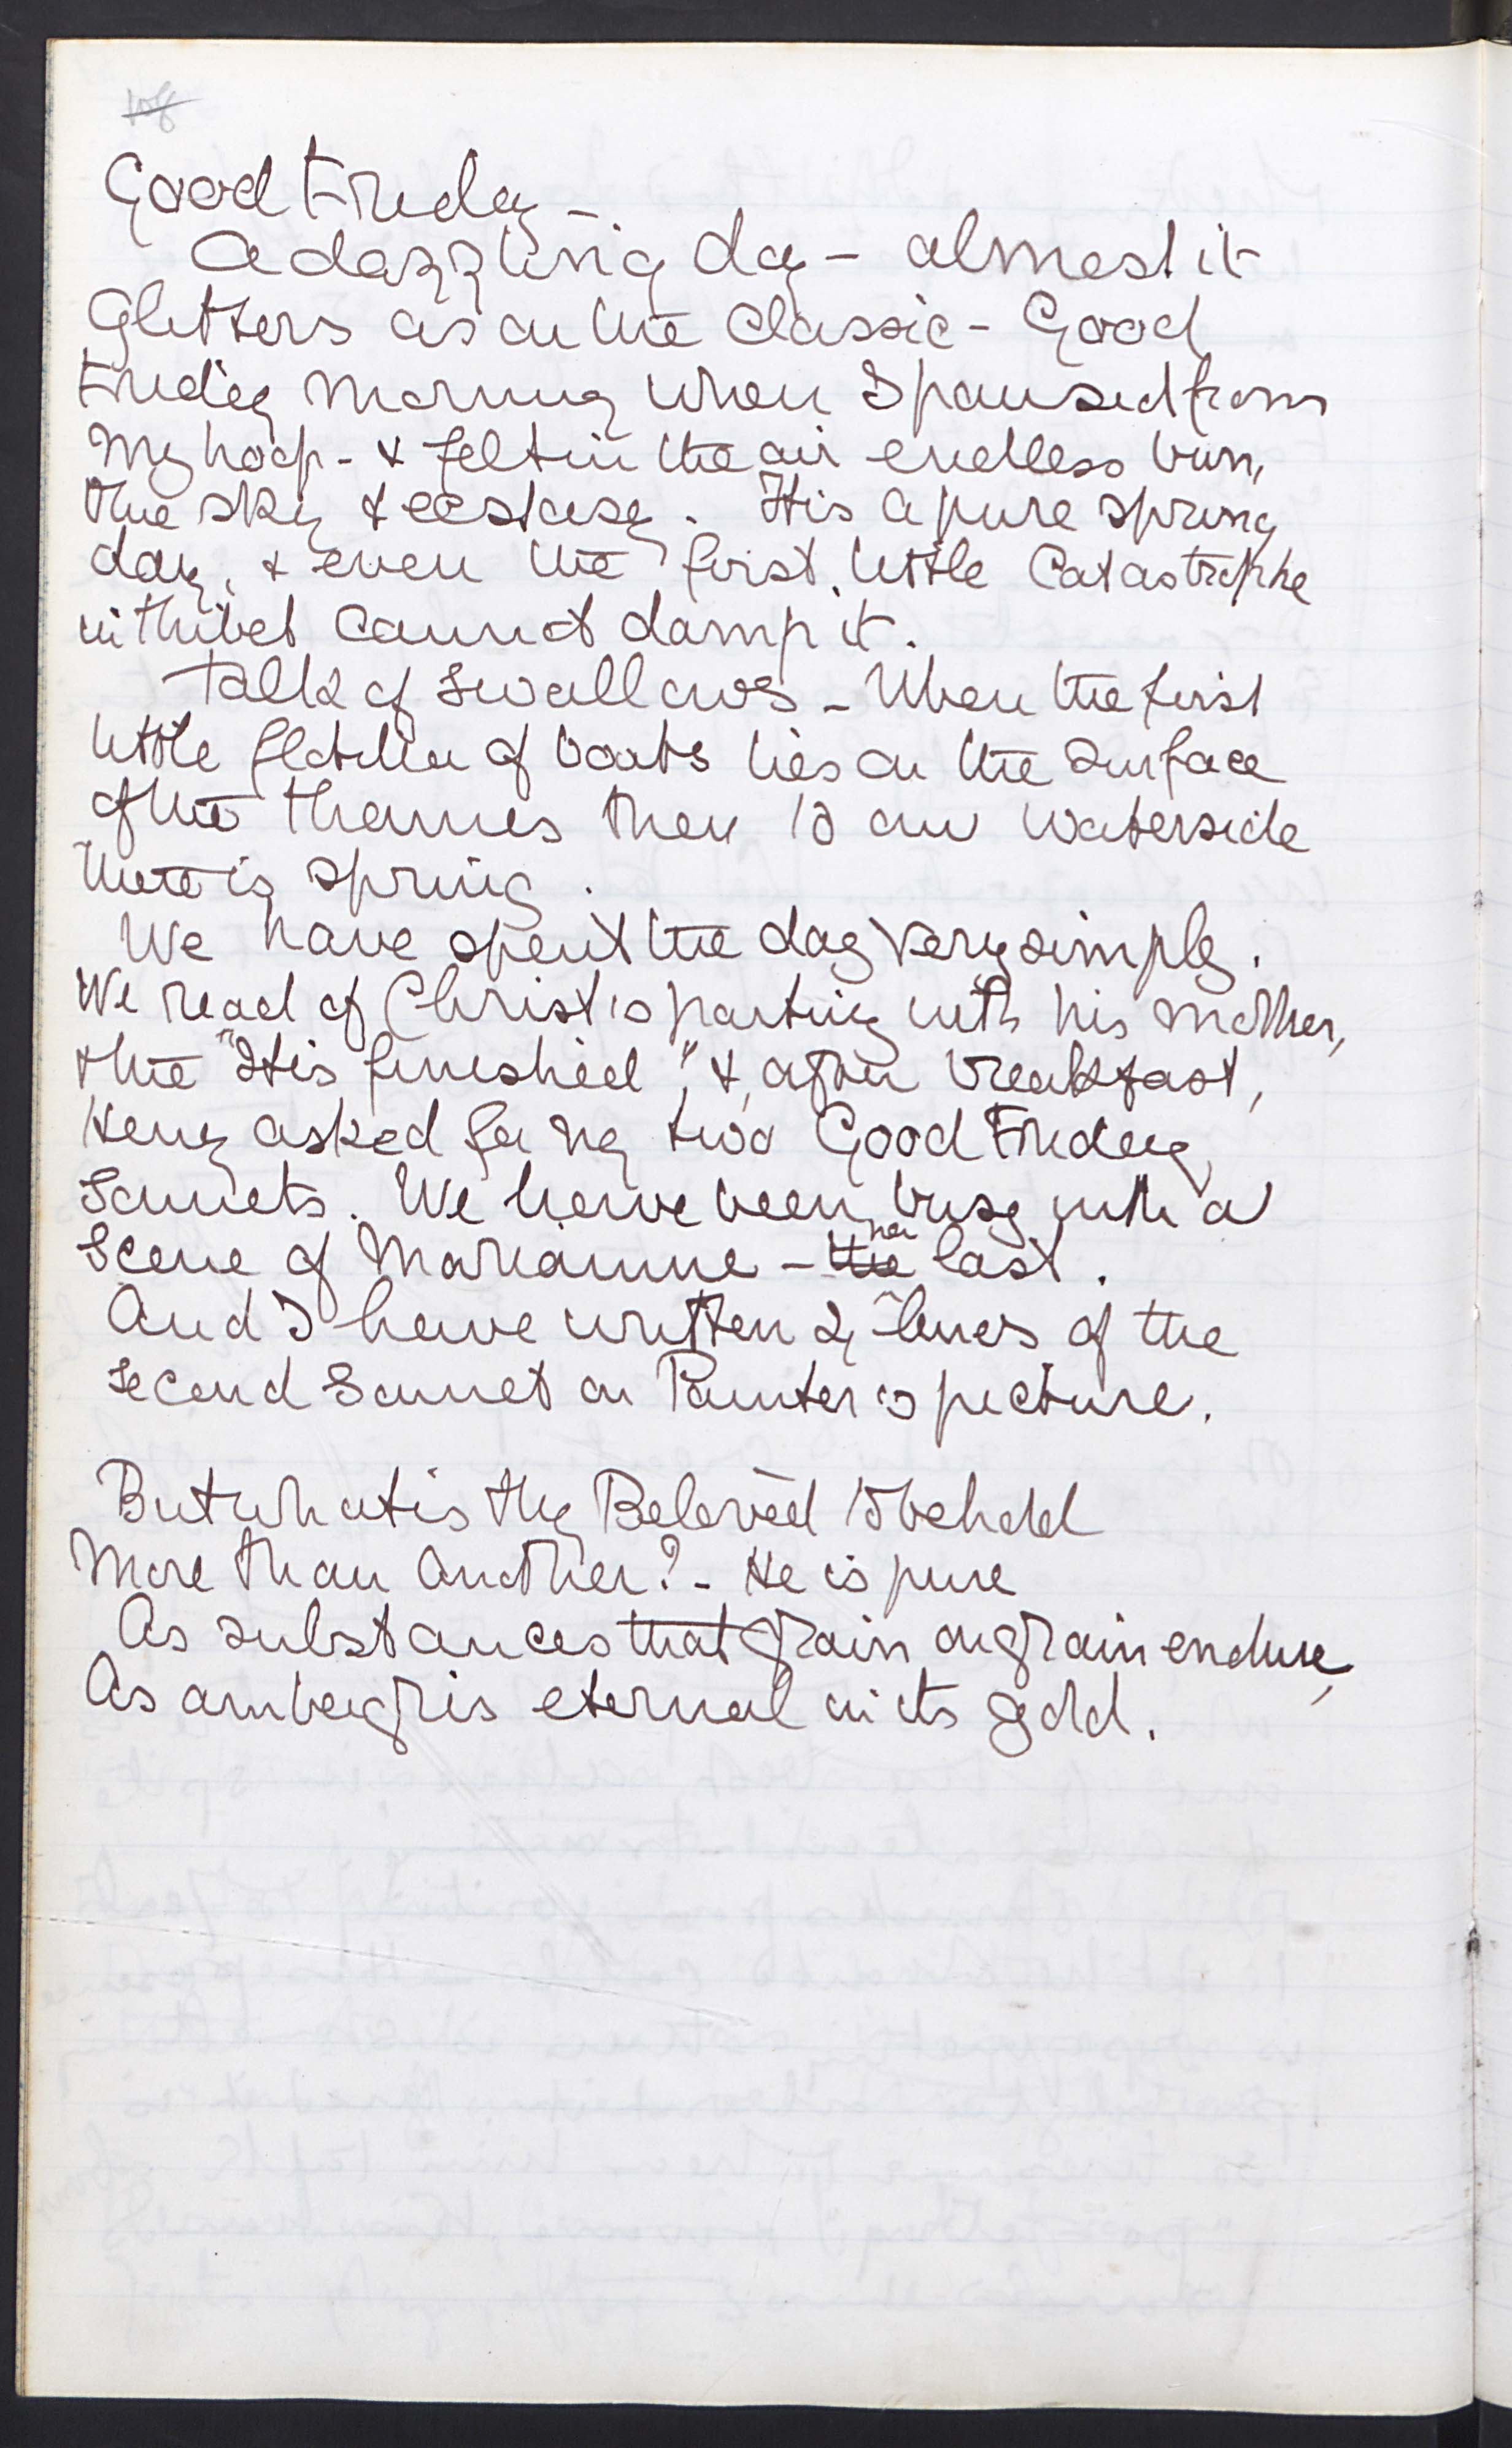 Good Friday –
A dazzling day – almost it
glitters as on the classic – Good
Friday morning when I paused from
my hoop – & felt in the air endless bun,
blue sky & ecstasy. It is a pure spring
day, & even the first little catastrophe
in Thibet cannot damp it.
Talk of swallows – When the first
little flotilla of boats lies on the surface
of the Thames then to our waterside
there is spring.
We have spent the day very simply.
We read of Christ's parting with his mother,
& the "It is finished", & after breakfast,
Heny asked for my two Good Friday
Sonnets. We have been busy with a
Scene of Mariamne – the her last.
And I have written 2 lines of the
second Sonnet on Painter's picture.
But what is thy Belovèd to behold
More than another? – He is pure
As substances that grain on grain endure,
As ambergris eternal in its gold.